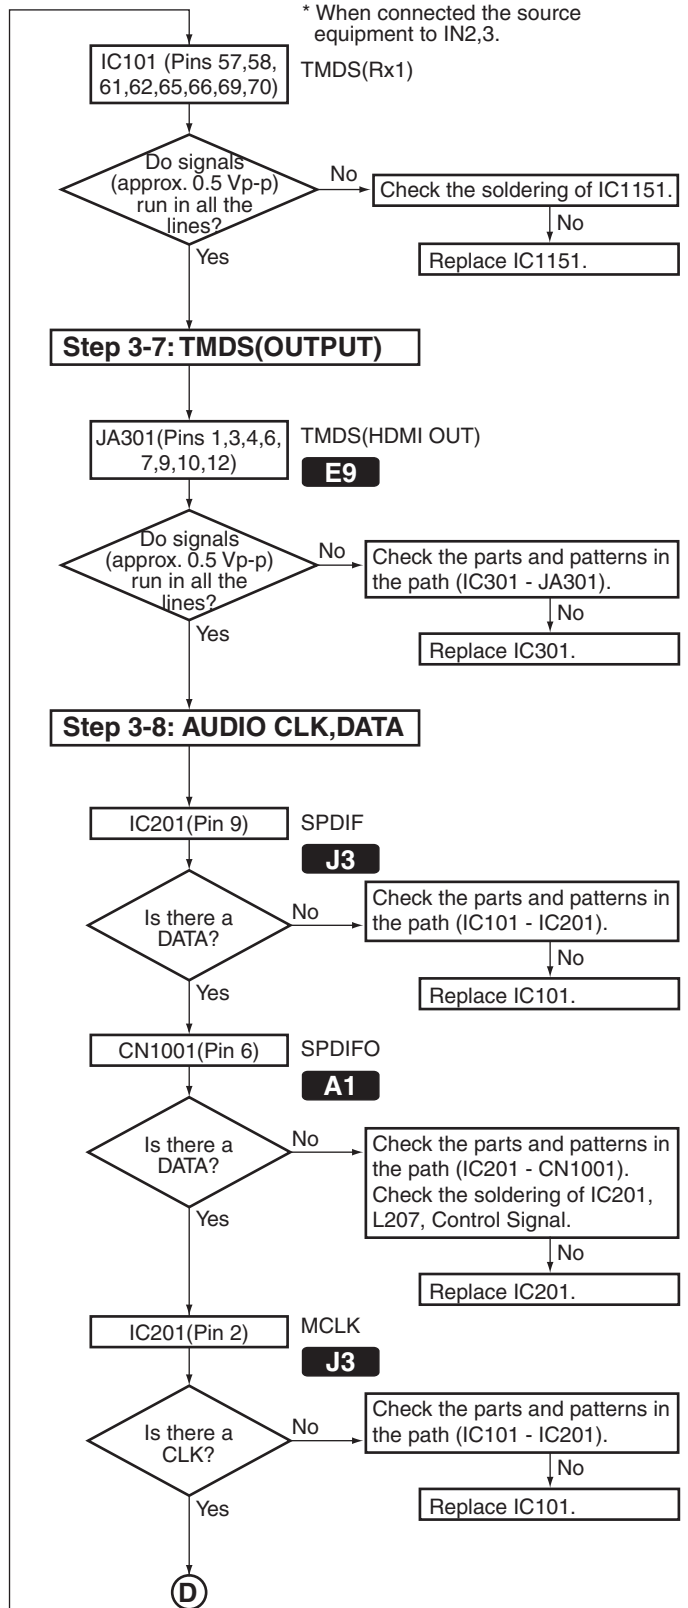 * When connected the source
equipment to IN2,3.
IC101 (Pins 57,58,
61,62,65,66,69,70)
TMDS(Rx1)
Do signals
(approx. 0.5 Vp-p)
run in all the
lines?
No
Check the soldering of IC1151.
No
Replace IC1151.
Yes
Step 3-7: TMDS(OUTPUT)
JA301(Pins 1,3,4,6,
7,9,10,12)
TMDS(HDMI OUT)
E9
Do signals
(approx. 0.5 Vp-p)
run in all the
lines?
No
Check the parts and patterns in
the path (IC301 - JA301).
No
Replace IC301.
Yes
Step 3-8: AUDIO CLK,DATA
IC201(Pin 9)
SPDIF
J3
Is there a
DATA?
No
Check the parts and patterns in
the path (IC101 - IC201).
No
Replace IC101.
Yes
CN1001(Pin 6)
SPDIFO
A1
Is there a
DATA?
No
Check the parts and patterns in
the path (IC201 - CN1001).
Check the soldering of IC201,
L207, Control Signal.
No
Replace IC201.
Yes
IC201(Pin 2)
MCLK
J3
Is there a
CLK?
No
Check the parts and patterns in
the path (IC101 - IC201).
No
Replace IC101.
Yes
D